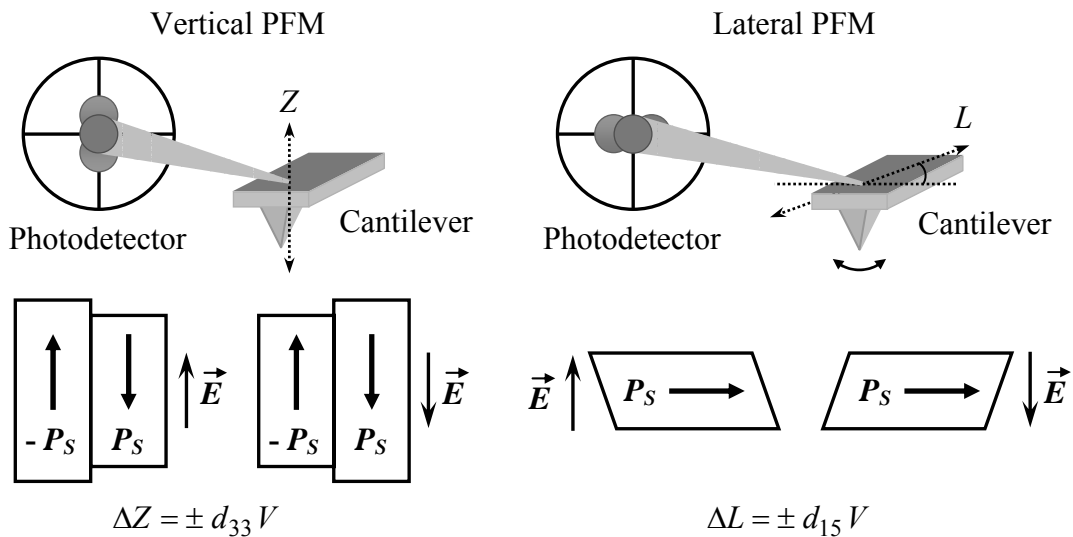 Vertical PFM
Z
Photodetector
Cantilever
- P_S
P_S
E⃗
- P_S
P_S
E⃗
ΔZ = ± d₃₃ V
Lateral PFM
L
Photodetector
Cantilever
E⃗
P_S
P_S
E⃗
ΔL = ± d₁₅ V